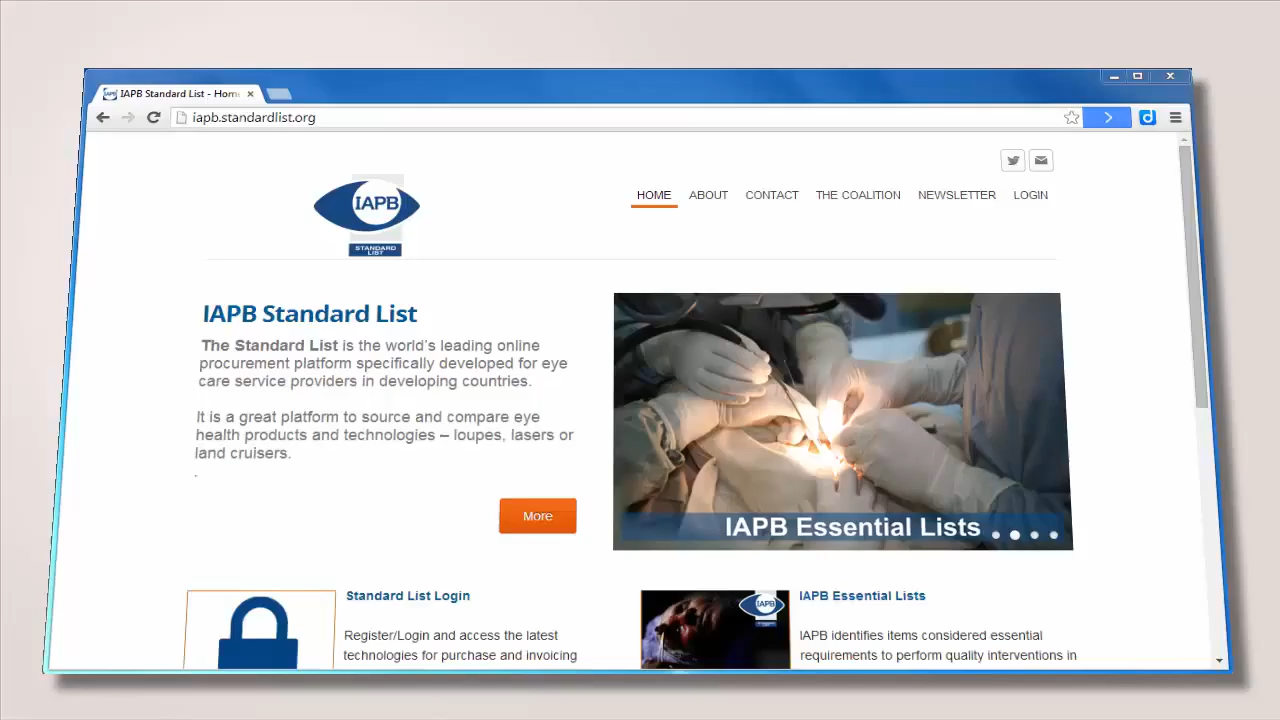 IAPB Standard List - Hom
iapb.standardlist.org
IAPB
STANDARD
LIST
HOME ABOUT CONTACT THE COALITION NEWSLETTER LOGIN
IAPB Standard List
The Standard List is the world's leading online
procurement platform specifically developed for eye
care service providers in developing countries.
It is a great platform to source and compare eye
health products and technologies – loupes, lasers or
land cruisers.
.
More
IAPB Essential Lists
Standard List Login
Register/Login and access the latest
technologies for purchase and invoicing
IAPB
IAPB Essential Lists
IAPB identifies items considered essential
requirements to perform quality interventions in